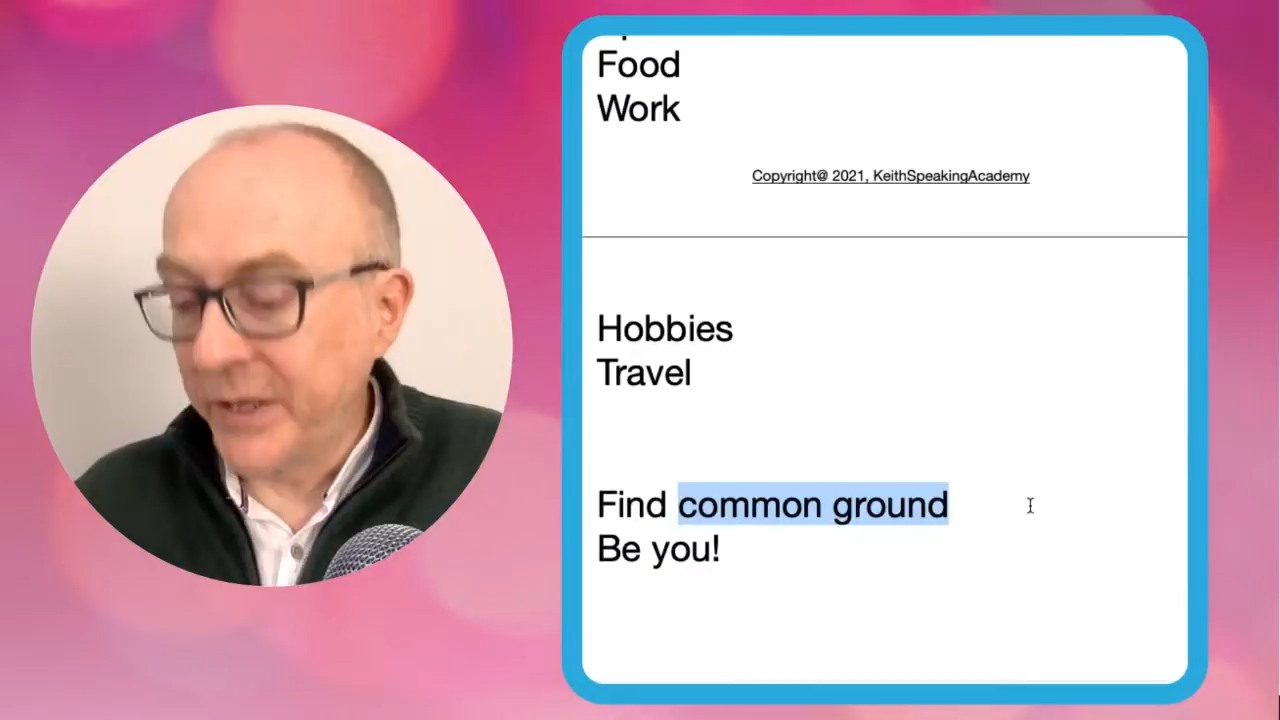 Food
Work
Copyright@ 2021, KeithSpeakingAcademy
Hobbies
Travel
Find common ground
Be you!